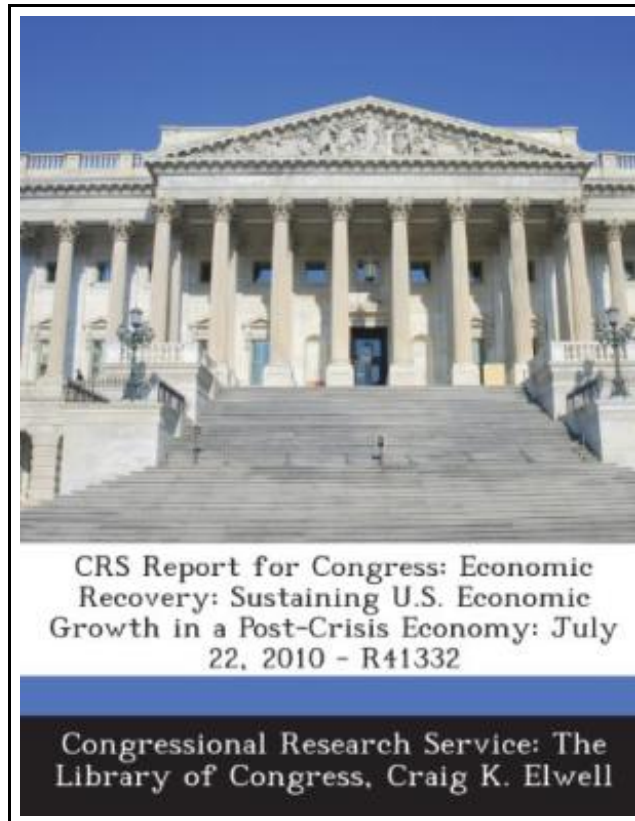 CRS Report for Congress: Economic
Recovery: Sustaining U.S. Economic
Growth in a Post-Crisis Economy: July
22, 2010 - R41332
Congressional Research Service: The
Library of Congress, Craig K. Elwell